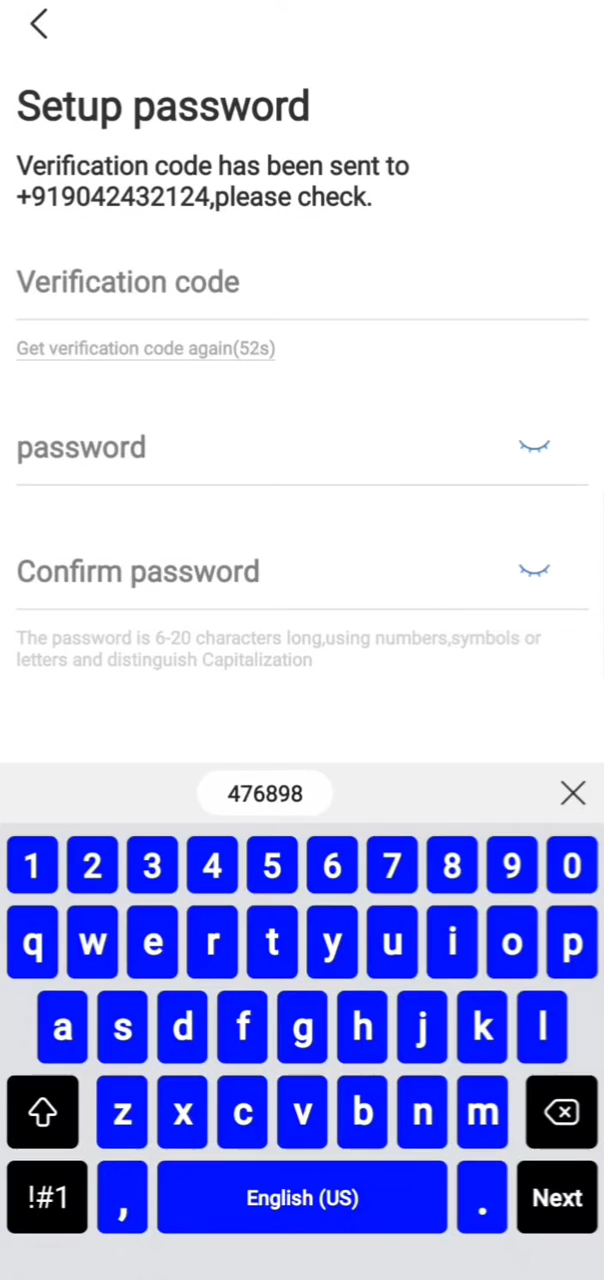 Setup password
Verification code has been sent to
+919042432124,please check.
Verification code
Get verification code again(52s)
password
Confirm password
The password is 6-20 characters long,using numbers,symbols or
letters and distinguish Capitalization
476898
1 2 3 4 5 6 7 8 9 0
q w e r t y u i o p
a s d f g h j k l
z x c v b n m
!#1 , English (US) . Next